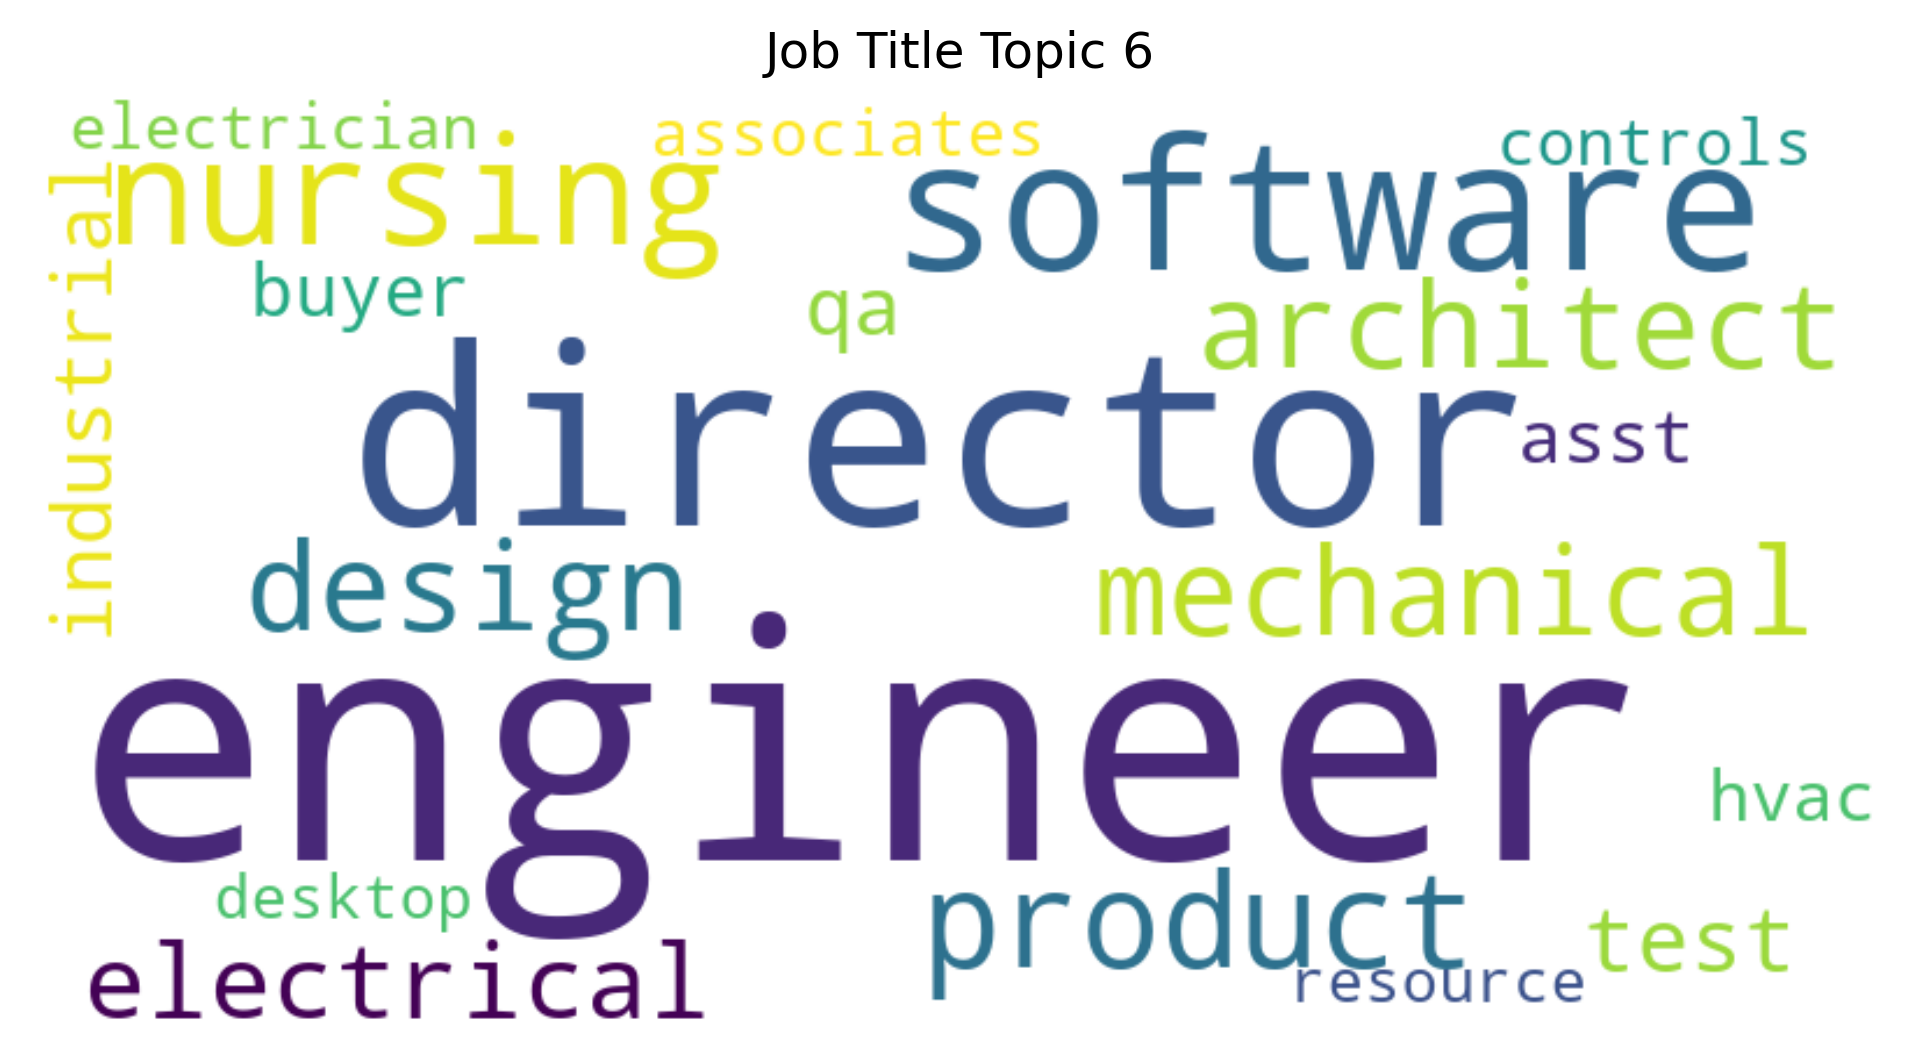 Job Title Topic 6
electrician
associates
controls
nursing
software
industrial
buyer
qa
architect
director
asst
design
mechanical
engineer
hvac
desktop
product
test
electrical
resource